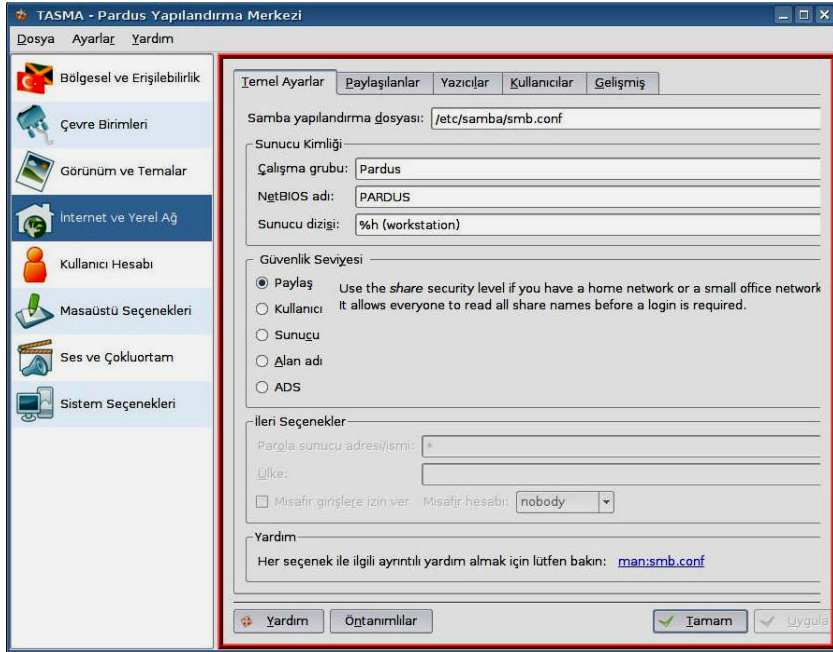 TASMA - Pardus Yapılandırma Merkezi
Dosya Ayarlar Yardım
Bölgesel ve Erişilebilirlik
Çevre Birimleri
Görünüm ve Temalar
İnternet ve Yerel Ağ
Kullanıcı Hesabı
Masaüstü Seçenekleri
Ses ve Çokluortam
Sistem Seçenekleri
Temel Ayarlar Paylaşılanlar Yazıcılar Kullanıcılar Gelişmiş
Samba yapılandırma dosyası: /etc/samba/smb.conf
Sunucu Kimliği
Çalışma grubu: Pardus
NetBIOS adı: PARDUS
Sunucu dizisi: %h (workstation)
Güvenlik Seviyesi
Paylaş
Kullanıcı
Sunucu
Alan adı
ADS
Use the share security level if you have a home network or a small office network
It allows everyone to read all share names before a login is required.
İleri Seçenekler
Parola sunucu adresi/ismi: *
Ülke:
Misafir girişlere izin ver Misafir hesabı: nobody
Yardım
Her seçenek ile ilgili ayrıntılı yardım almak için lütfen bakın: man:smb.conf
Yardım Öntanımlılar Tamam Uygula